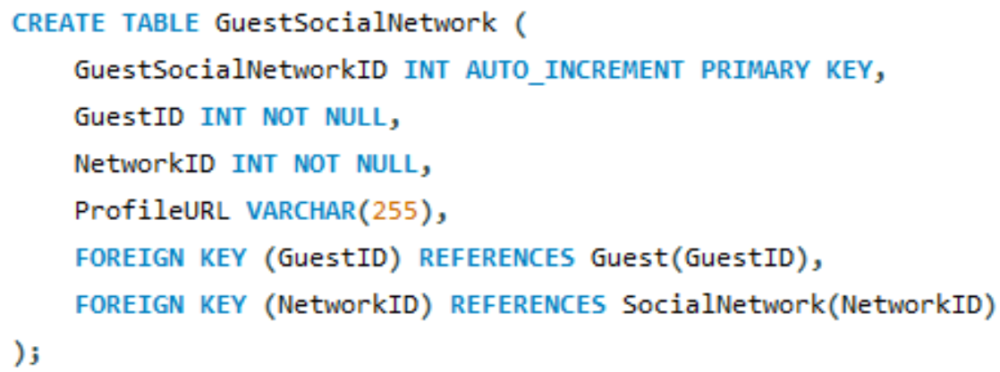 CREATE TABLE GuestSocialNetwork (
GuestSocialNetworkID INT AUTO_INCREMENT PRIMARY KEY,
GuestID INT NOT NULL,
NetworkID INT NOT NULL,
ProfileURL VARCHAR(255),
FOREIGN KEY (GuestID) REFERENCES Guest(GuestID),
FOREIGN KEY (NetworkID) REFERENCES SocialNetwork(NetworkID)
);